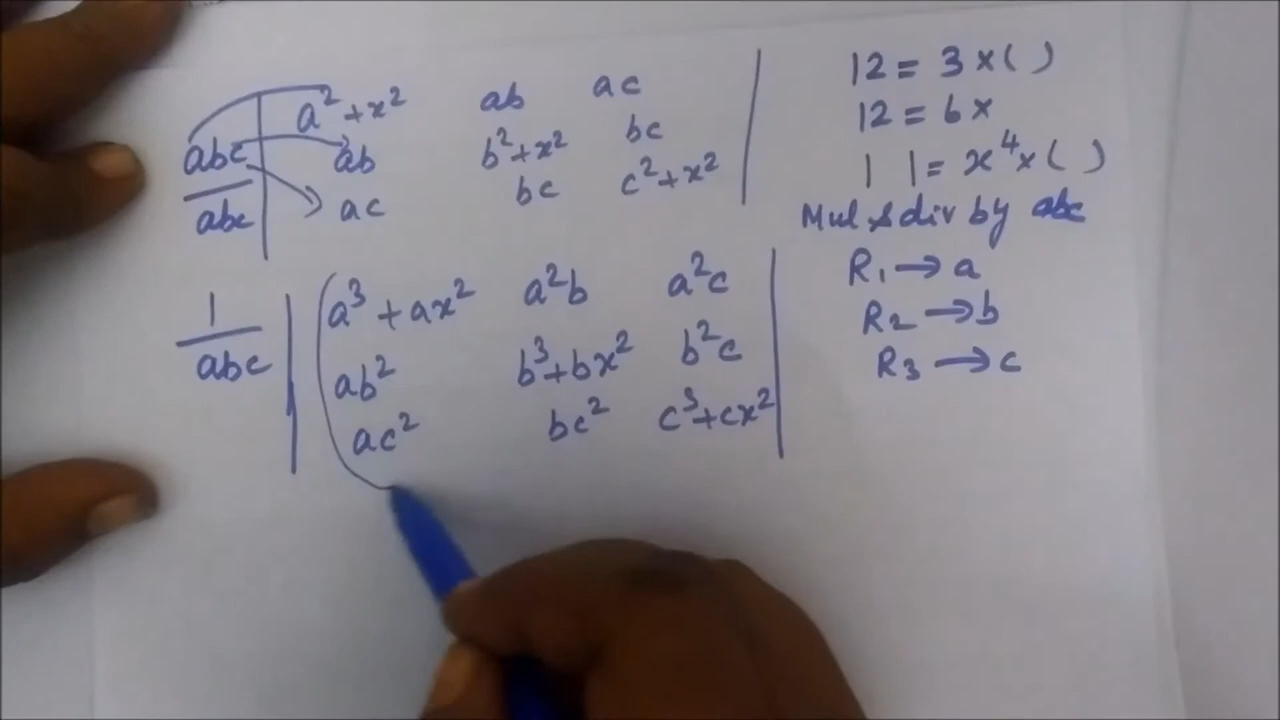 abc/abc | a²+x² ab ac |
ab b²+x² bc
ac bc c²+x²
12 = 3 × ( )
12 = 6 ×
| | = x⁴ × ( )
Mul & div by abc
R₁ → a
R₂ → b
R₃ → c
1/abc | a³ + ax² a²b a²c |
ab² b³+bx² b²c
ac² bc² c³+cx²